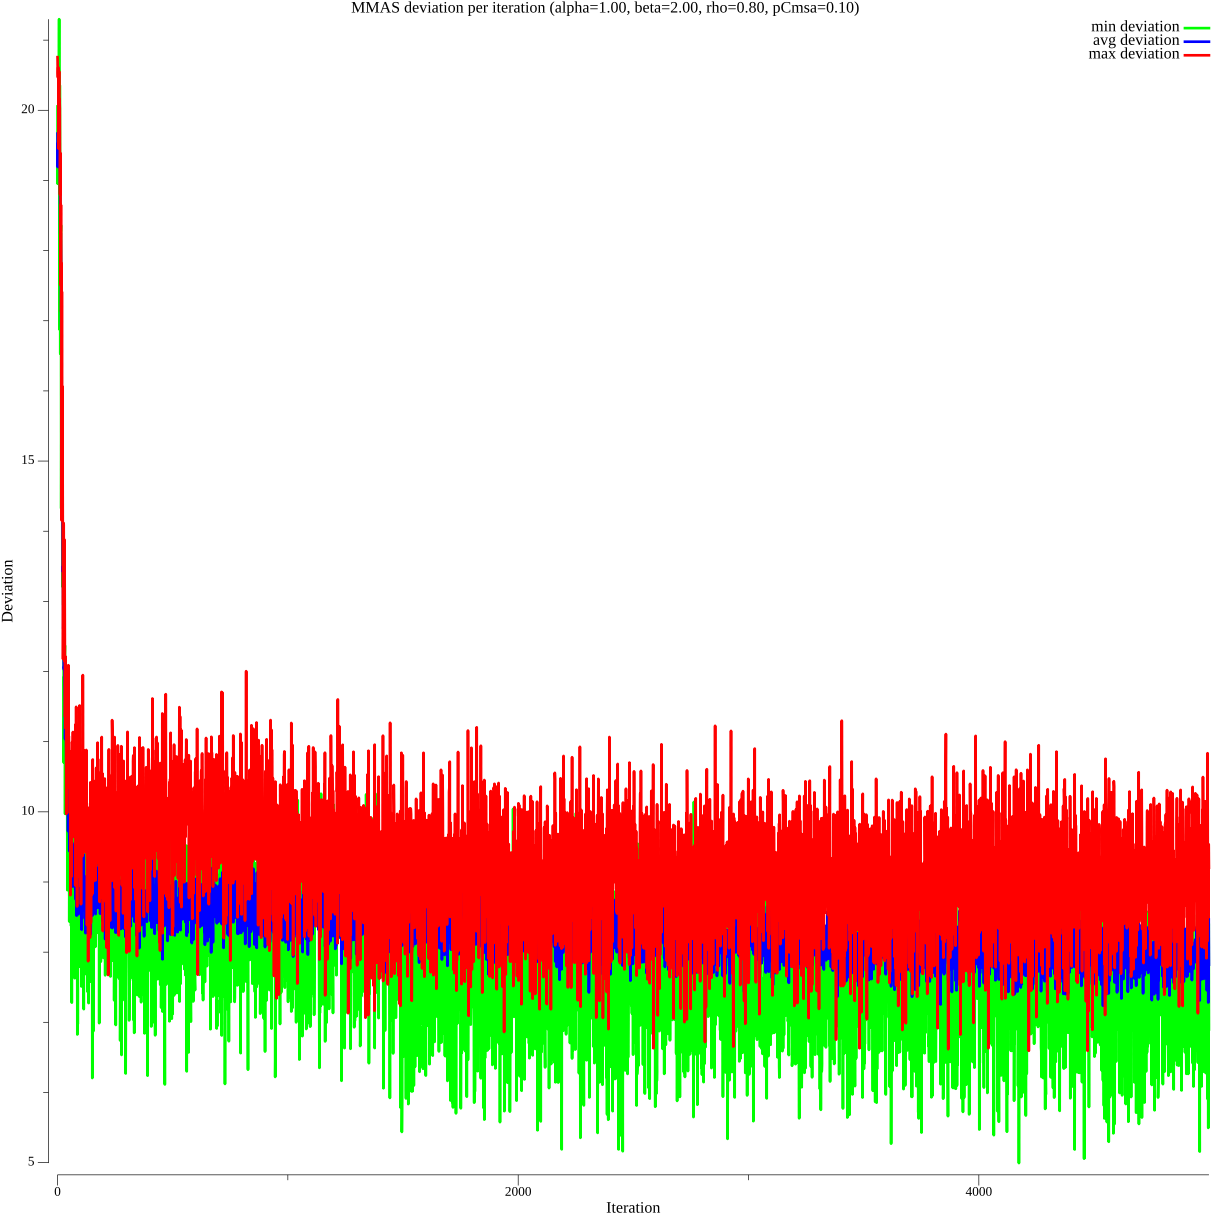 MMAS deviation per iteration (alpha=1.00, beta=2.00, rho=0.80, pCmsa=0.10)
min deviation
avg deviation
max deviation
20
15
10
5
Deviation
0
2000
4000
Iteration